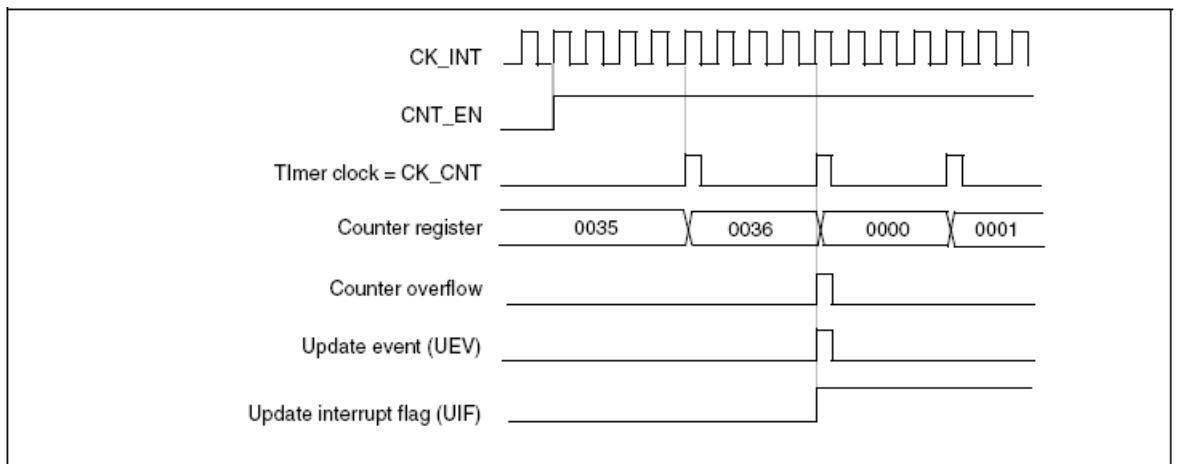 CK_INT
CNT_EN
TImer clock = CK_CNT
Counter register 0035 0036 0000 0001
Counter overflow
Update event (UEV)
Update interrupt flag (UIF)